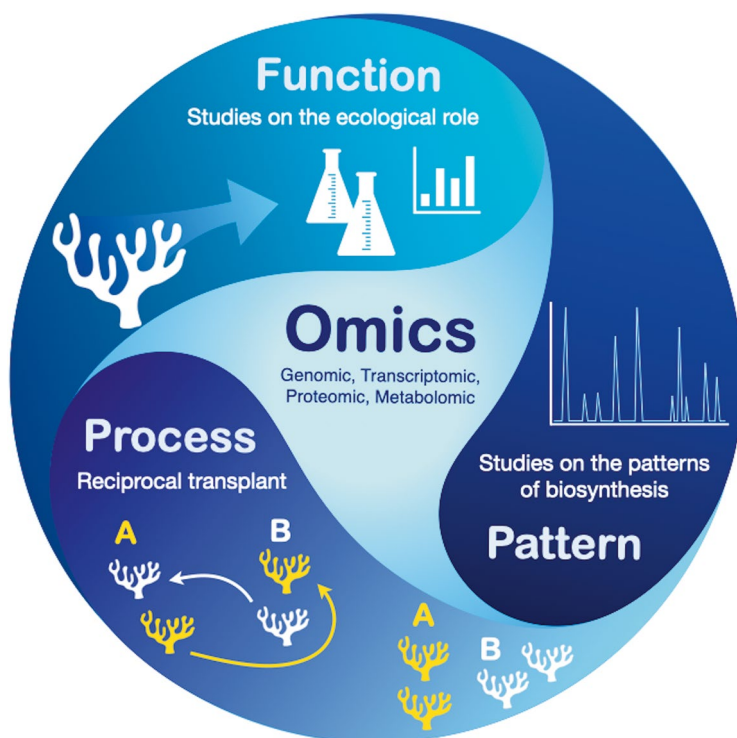 Function
Studies on the ecological role
Omics
Genomic, Transcriptomic,
Proteomic, Metabolomic
Process
Reciprocal transplant
A
B
Studies on the patterns
of biosynthesis
Pattern
A
B